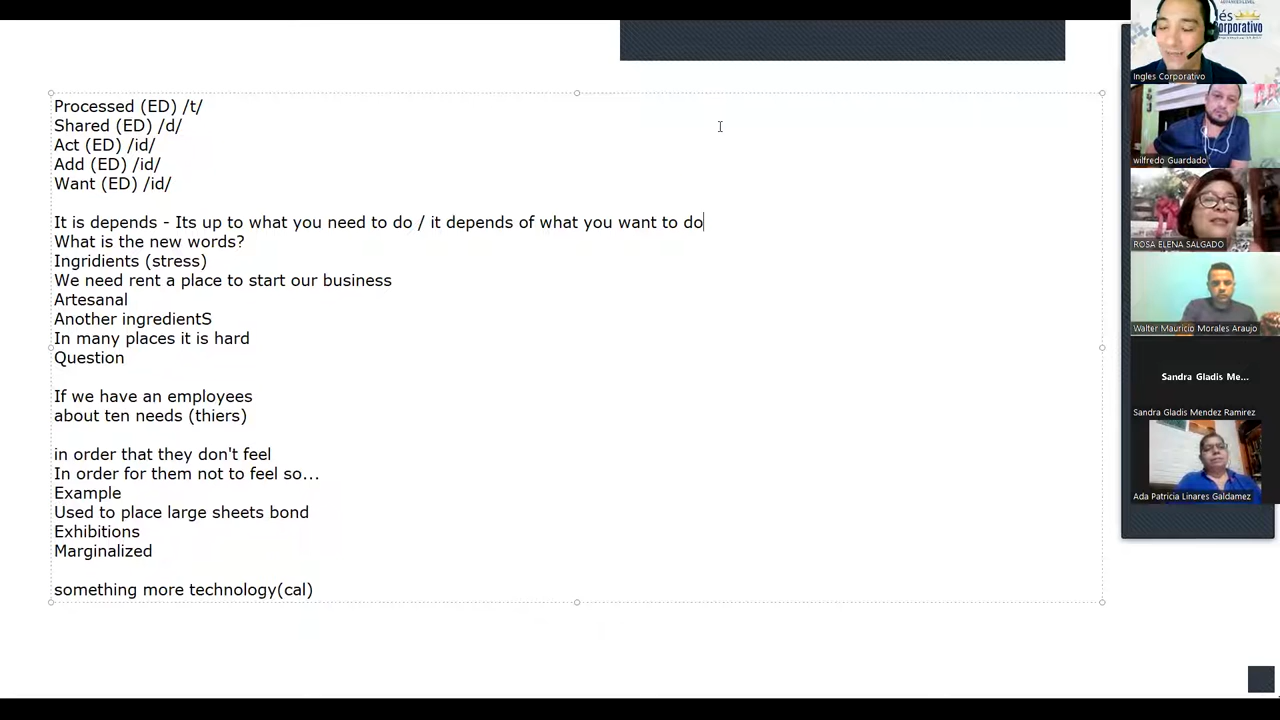 Processed (ED) /t/
Shared (ED) /d/
Act (ED) /id/
Add (ED) /id/
Want (ED) /id/
It is depends - Its up to what you need to do / it depends of what you want to do
What is the new words?
Ingridients (stress)
We need rent a place to start our business
Artesanal
Another ingredientS
In many places it is hard
Question
If we have an employees
about ten needs (thiers)
in order that they don't feel
In order for them not to feel so...
Example
Used to place large sheets bond
Exhibitions
Marginalized
something more technology(cal)
és
Corporativo
Ingles Corporativo
wilfredo Guardado
ROSA ELENA SALGADO
Walter Mauricio Morales Araujo
Sandra Gladis Me...
Sandra Gladis Mendez Ramirez
Ada Patricia Linares Galdamez